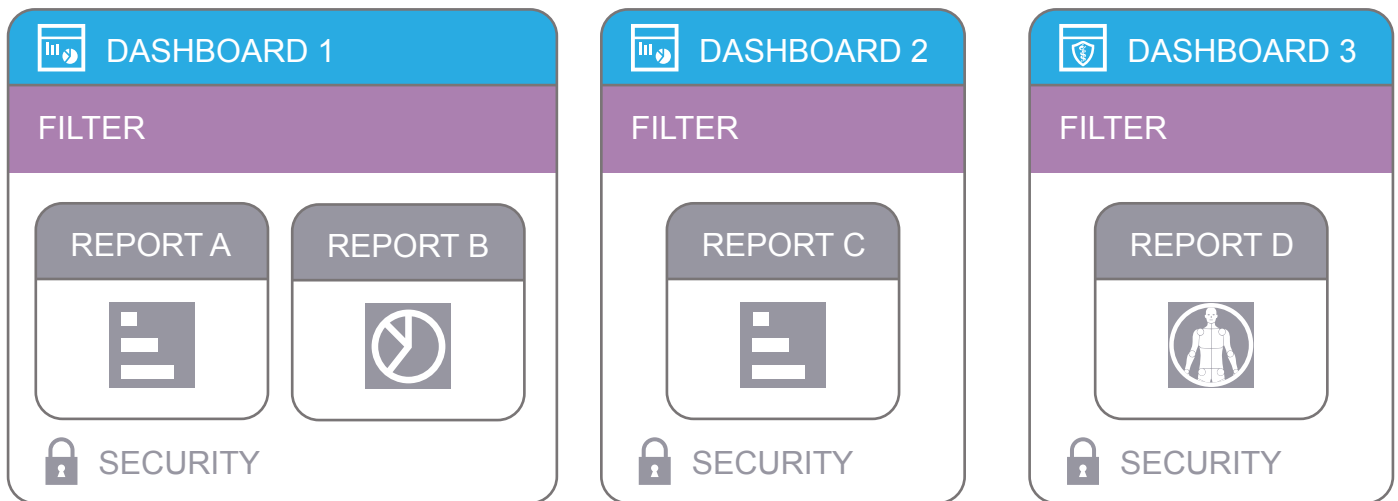 DASHBOARD 1
FILTER
REPORT A
REPORT B
SECURITY
DASHBOARD 2
FILTER
REPORT C
SECURITY
DASHBOARD 3
FILTER
REPORT D
SECURITY